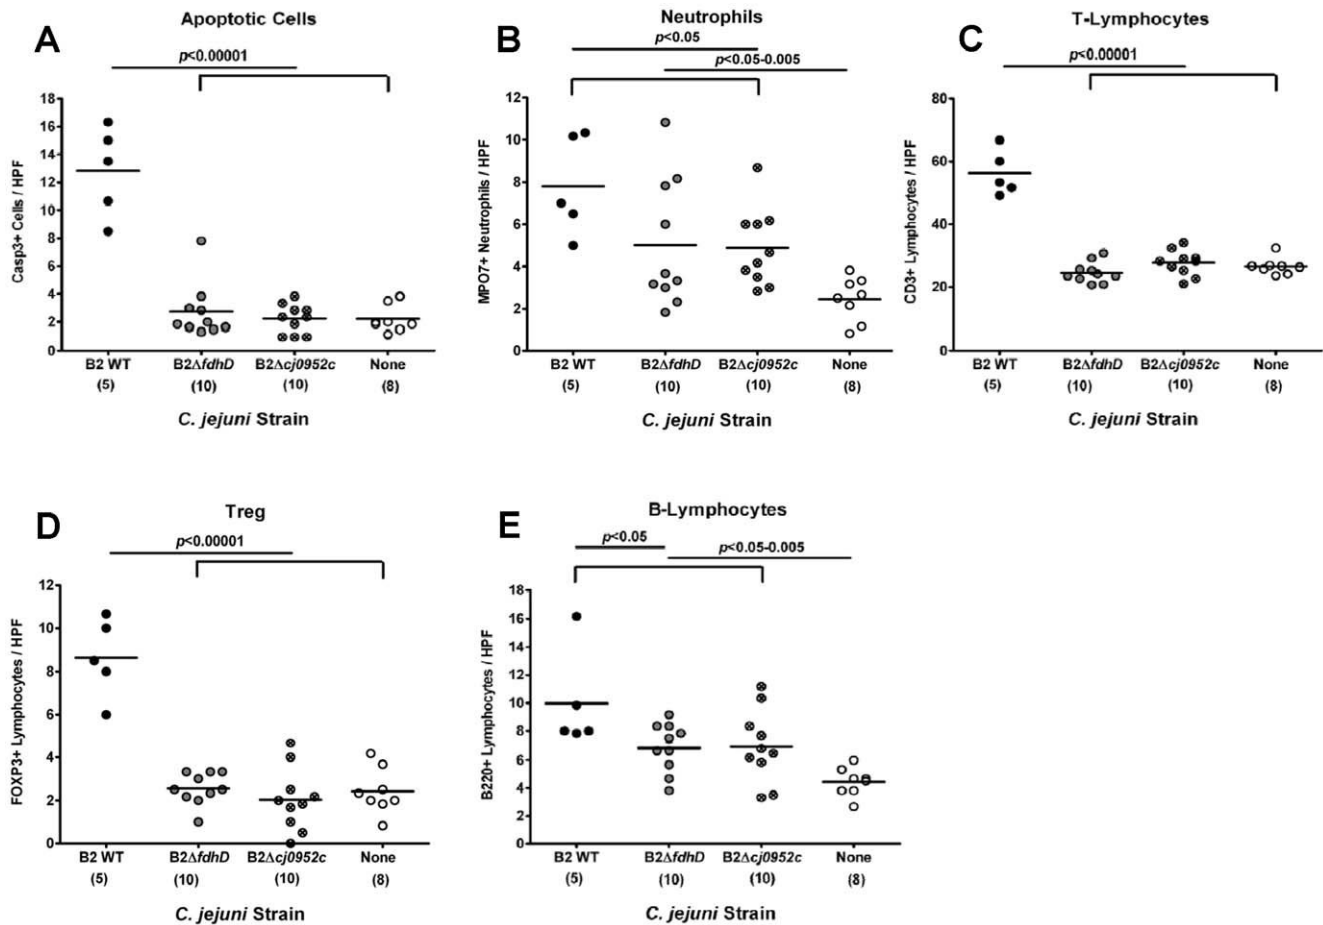 A
Apoptotic Cells
p<0.00001
Casp3+ Cells / HPF
18
16
14
12
10
8
6
4
2
0
B2 WT B2ΔfdhD B2Δcj0952c None
(5) (10) (10) (8)
C. jejuni Strain
B
Neutrophils
p<0.05
p<0.05-0.005
MPO7+ Neutrophils / HPF
12
10
8
6
4
2
0
B2 WT B2ΔfdhD B2Δcj0952c None
(5) (10) (10) (8)
C. jejuni Strain
C
T-Lymphocytes
p<0.00001
CD3+ Lymphocytes / HPF
80
60
40
20
0
B2 WT B2ΔfdhD B2Δcj0952c None
(5) (10) (10) (8)
C. jejuni Strain
D
Treg
p<0.00001
FOXP3+ Lymphocytes / HPF
12
10
8
6
4
2
0
B2 WT B2ΔfdhD B2Δcj0952c None
(5) (10) (10) (8)
C. jejuni Strain
E
B-Lymphocytes
p<0.05
p<0.05-0.005
B220+ Lymphocytes / HPF
18
16
14
12
10
8
6
4
2
0
B2 WT B2ΔfdhD B2Δcj0952c None
(5) (10) (10) (8)
C. jejuni Strain